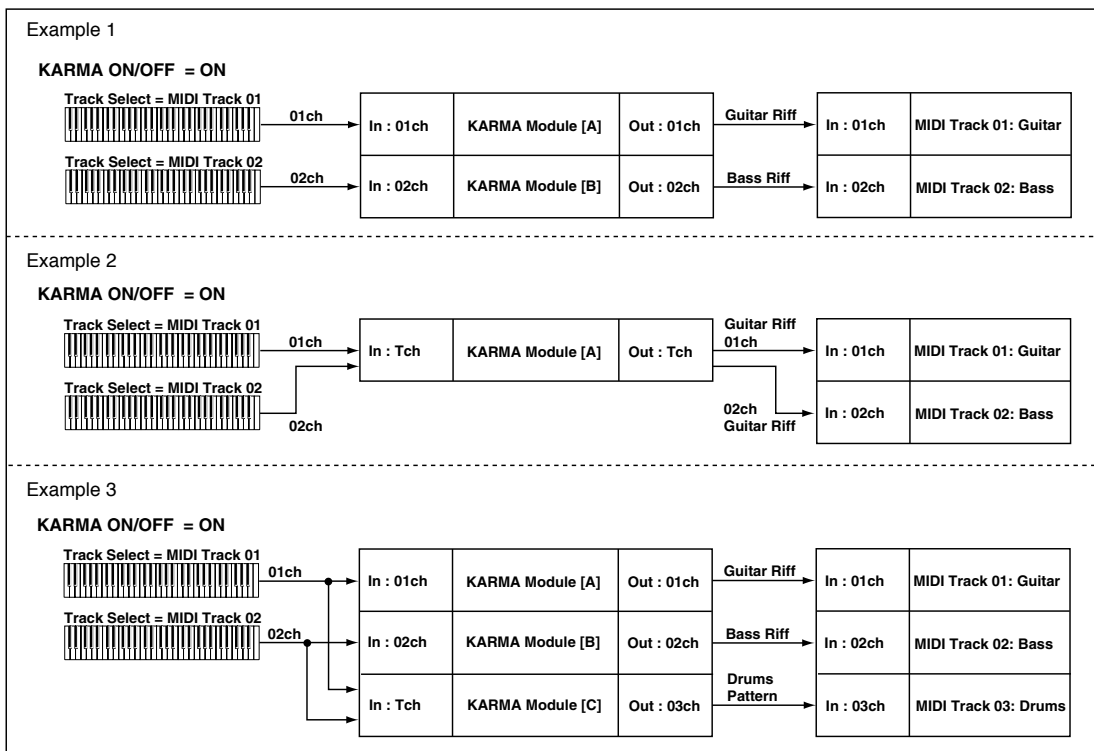 Example 1
KARMA ON/OFF = ON
Track Select = MIDI Track 01
01ch
In : 01ch
KARMA Module [A]
Out : 01ch
Guitar Riff
In : 01ch
MIDI Track 01: Guitar
Track Select = MIDI Track 02
02ch
In : 02ch
KARMA Module [B]
Out : 02ch
Bass Riff
In : 02ch
MIDI Track 02: Bass
Example 2
KARMA ON/OFF = ON
Track Select = MIDI Track 01
01ch
In : Tch
KARMA Module [A]
Out : Tch
Guitar Riff
01ch
In : 01ch
MIDI Track 01: Guitar
Track Select = MIDI Track 02
02ch
02ch
Guitar Riff
In : 02ch
MIDI Track 02: Bass
Example 3
KARMA ON/OFF = ON
Track Select = MIDI Track 01
01ch
In : 01ch
KARMA Module [A]
Out : 01ch
Guitar Riff
In : 01ch
MIDI Track 01: Guitar
Track Select = MIDI Track 02
02ch
In : 02ch
KARMA Module [B]
Out : 02ch
Bass Riff
In : 02ch
MIDI Track 02: Bass
In : Tch
KARMA Module [C]
Out : 03ch
Drums
Pattern
In : 03ch
MIDI Track 03: Drums